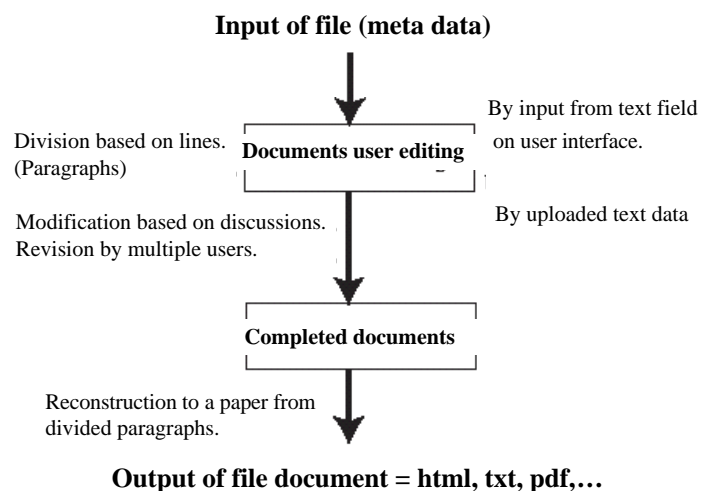 Input of file (meta data)
By input from text field
on user interface.
Division based on lines.
(Paragraphs)
Documents user editing
By uploaded text data
Modification based on discussions.
Revision by multiple users.
Completed documents
Reconstruction to a paper from
divided paragraphs.
Output of file document = html, txt, pdf,…